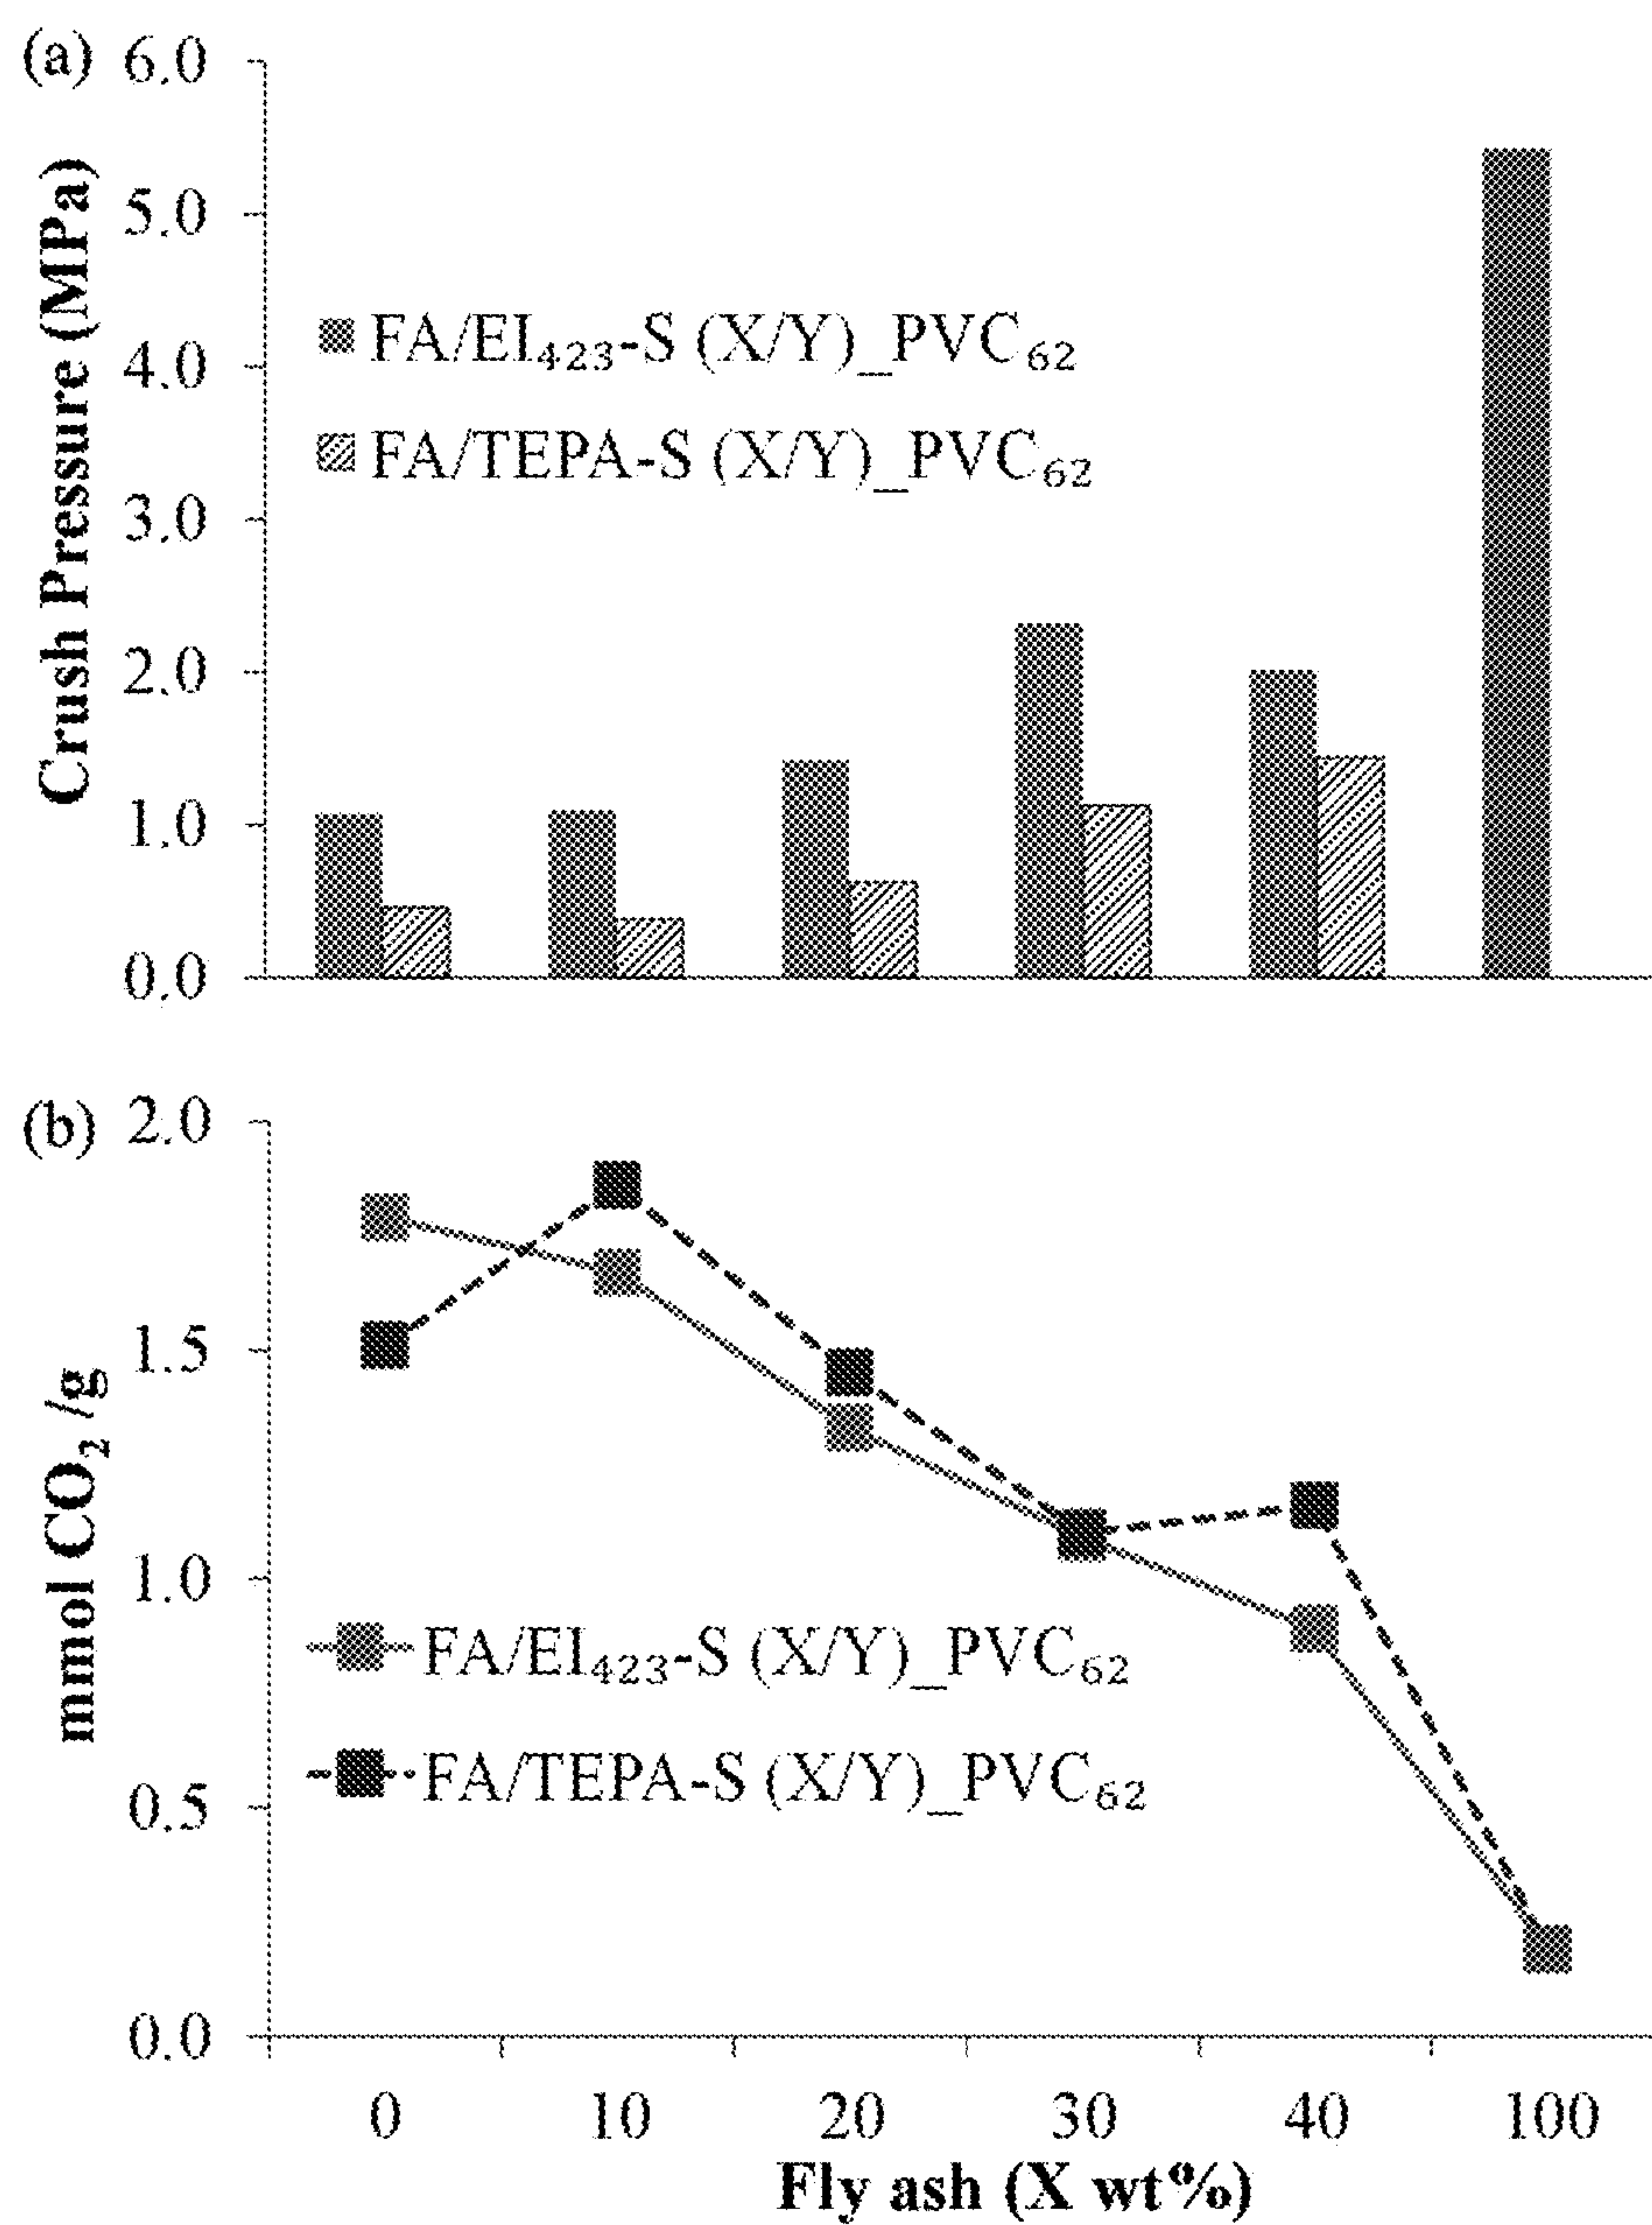 (a)
6.0
5.0
4.0
3.0
2.0
1.0
0.0
Crush Pressure (MPa)
FA/EI₄₂₃-S (X/Y)_PVC₆₂
FA/TEPA-S (X/Y)_PVC₆₂
(b)
2.0
1.5
1.0
0.5
0.0
mmol CO₂ /g
FA/EI₄₂₃-S (X/Y)_PVC₆₂
FA/TEPA-S (X/Y)_PVC₆₂
0 10 20 30 40 100
Fly ash (X wt%)